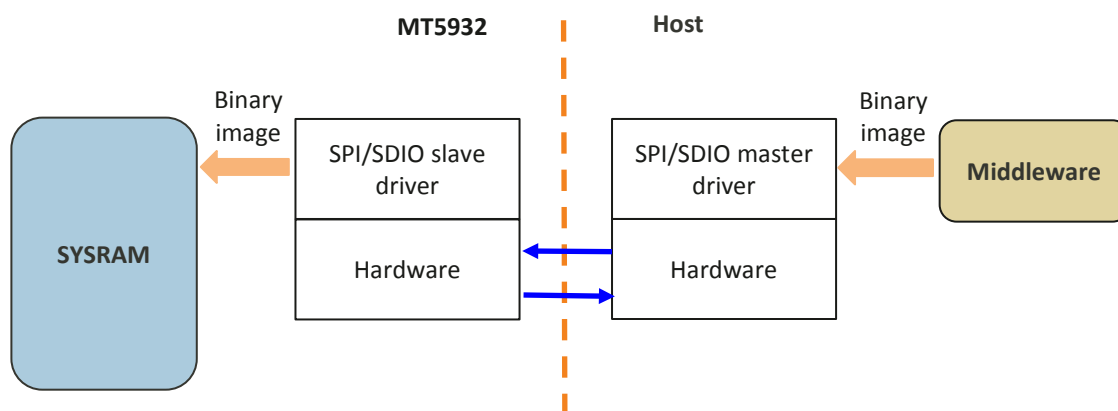 MT5932
Host
Binary
image
Binary
image
SPI/SDIO slave
driver
SPI/SDIO master
driver
Middleware
SYSRAM
Hardware
Hardware